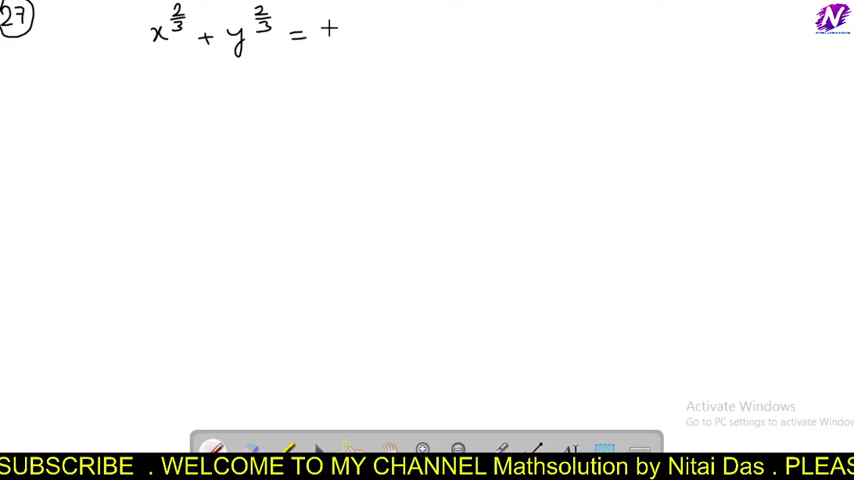 27
x^{2/3} + y^{2/3} = +
N
Activate Windows
Go to PC settings to activate Window
SUBSCRIBE . WELCOME TO MY CHANNEL Mathsolution by Nitai Das . PLEAS